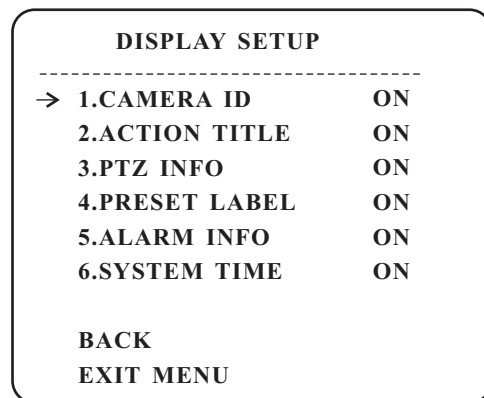 DISPLAY SETUP
→ 1.CAMERA ID ON
2.ACTION TITLE ON
3.PTZ INFO ON
4.PRESET LABEL ON
5.ALARM INFO ON
6.SYSTEM TIME ON
BACK
EXIT MENU